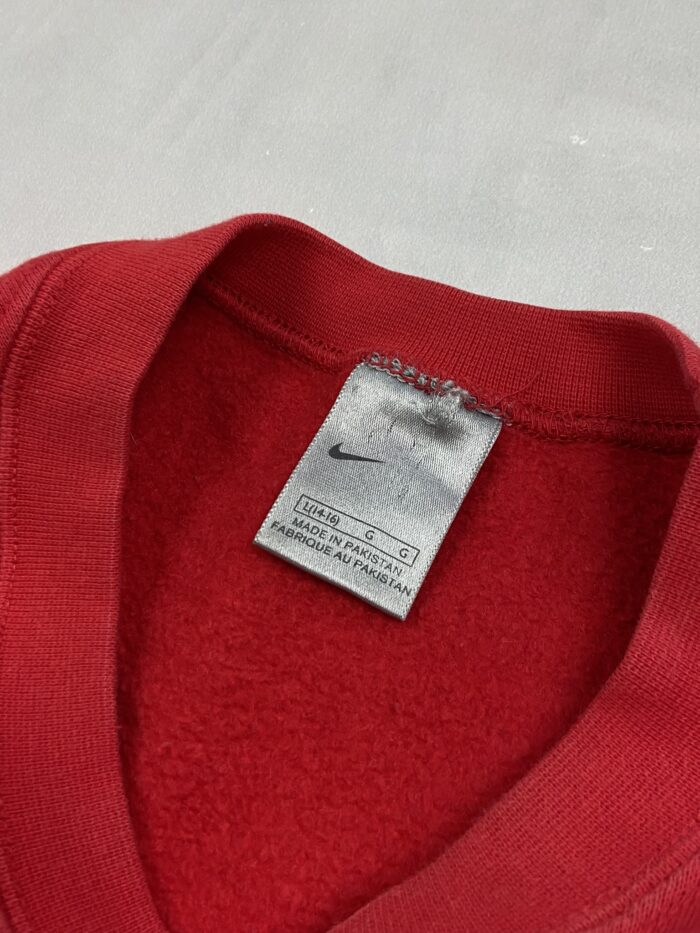 L(14-16) G G
MADE IN PAKISTAN
FABRIQUE AU PAKISTAN